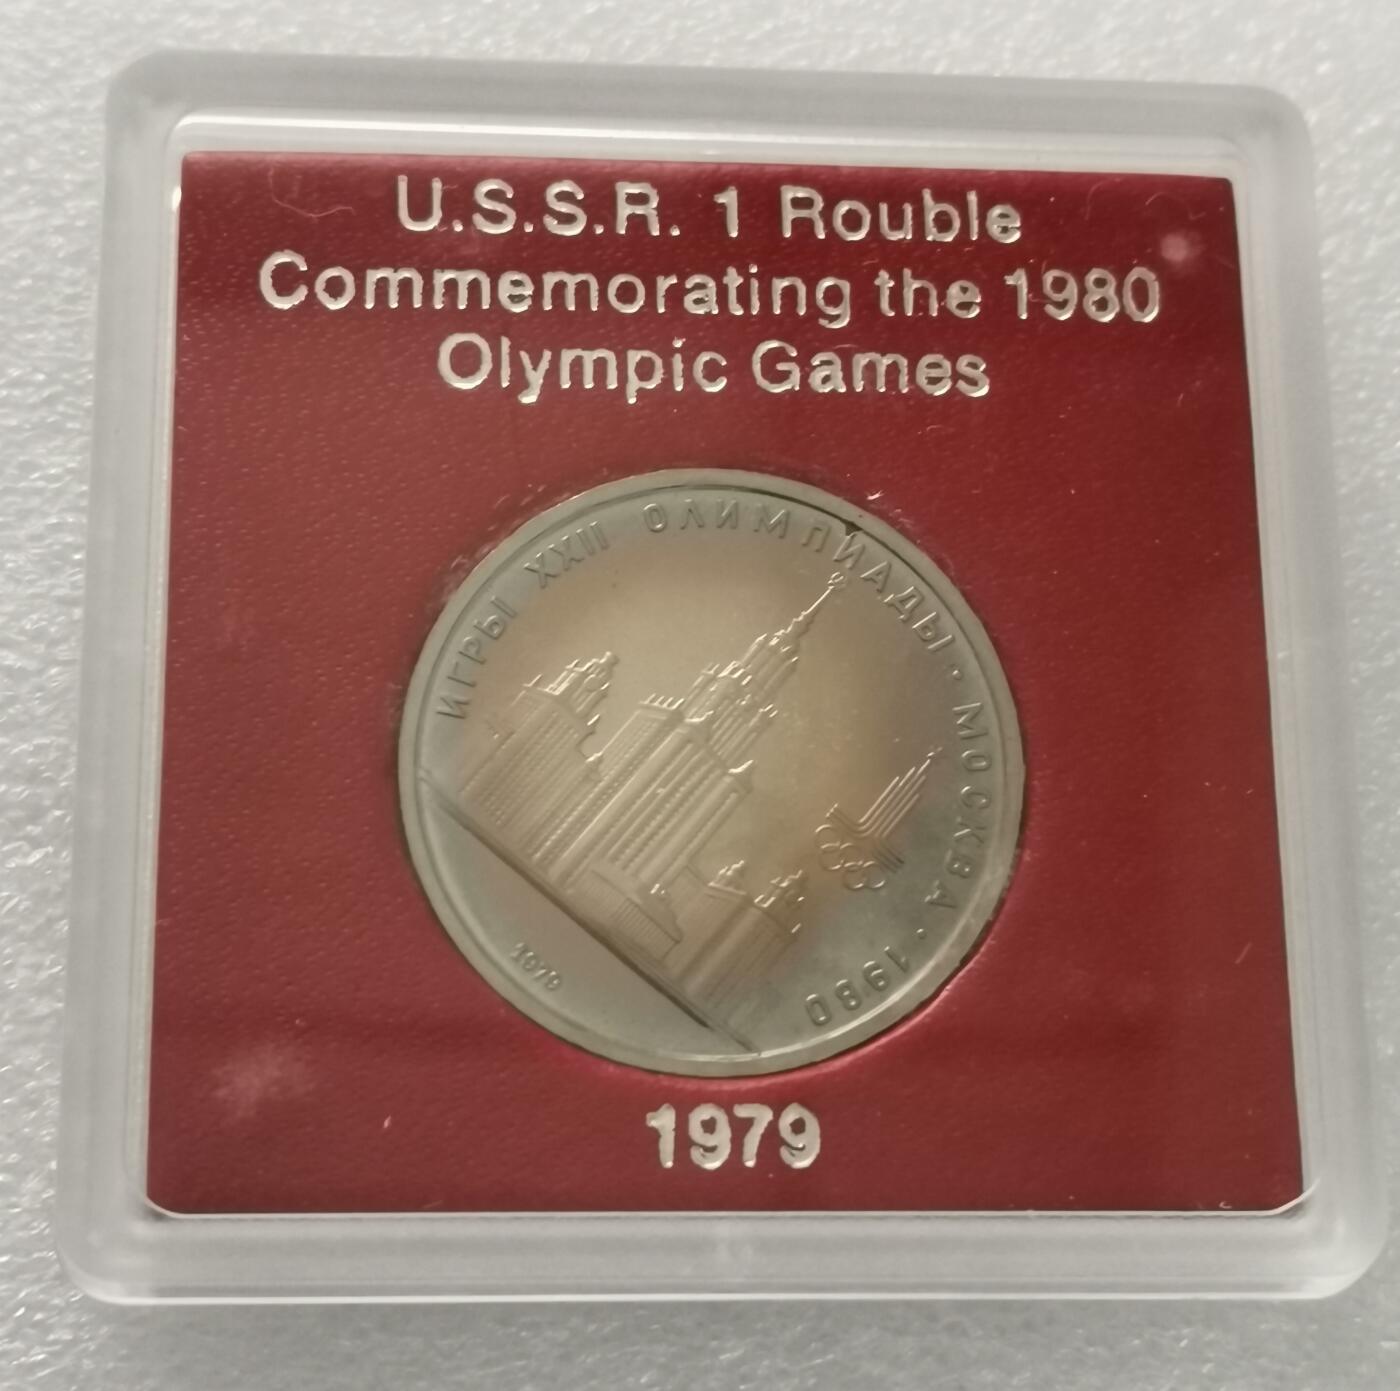 U.S.S.R. 1 Rouble
Commemorating the 1980
Olympic Games
ИГРЫ XXII ОЛИМПИАДЫ · МОСКВА · 1980
1979
1979